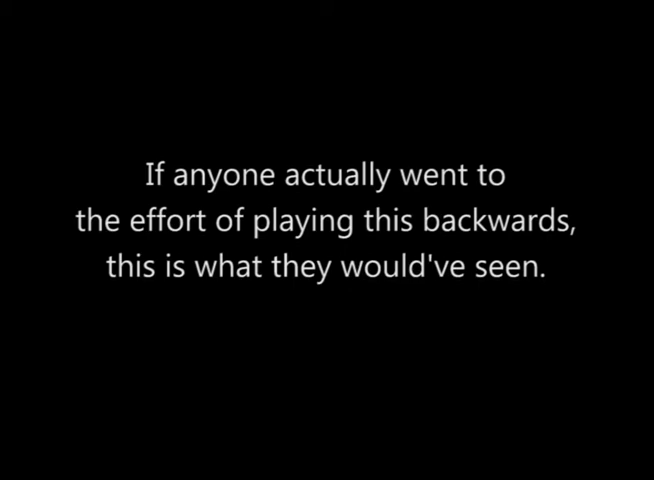 If anyone actually went to
the effort of playing this backwards,
this is what they would've seen.